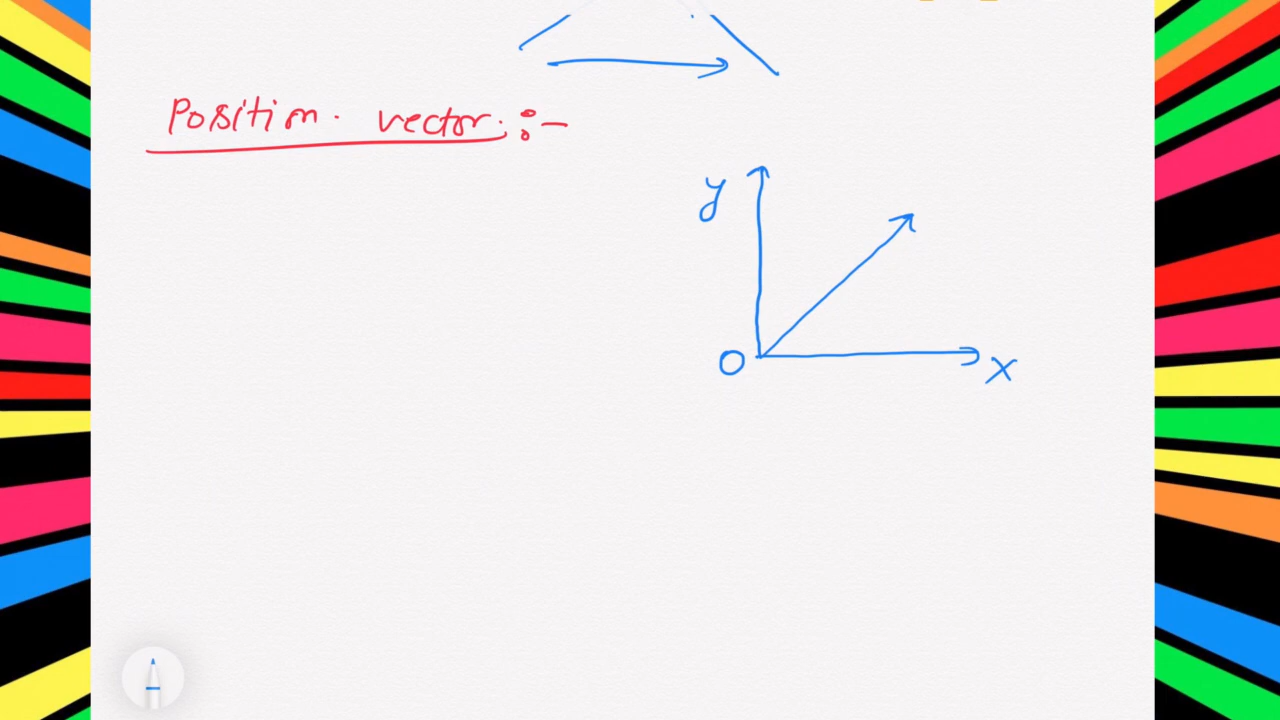 Position. vector. :-
y
O
x